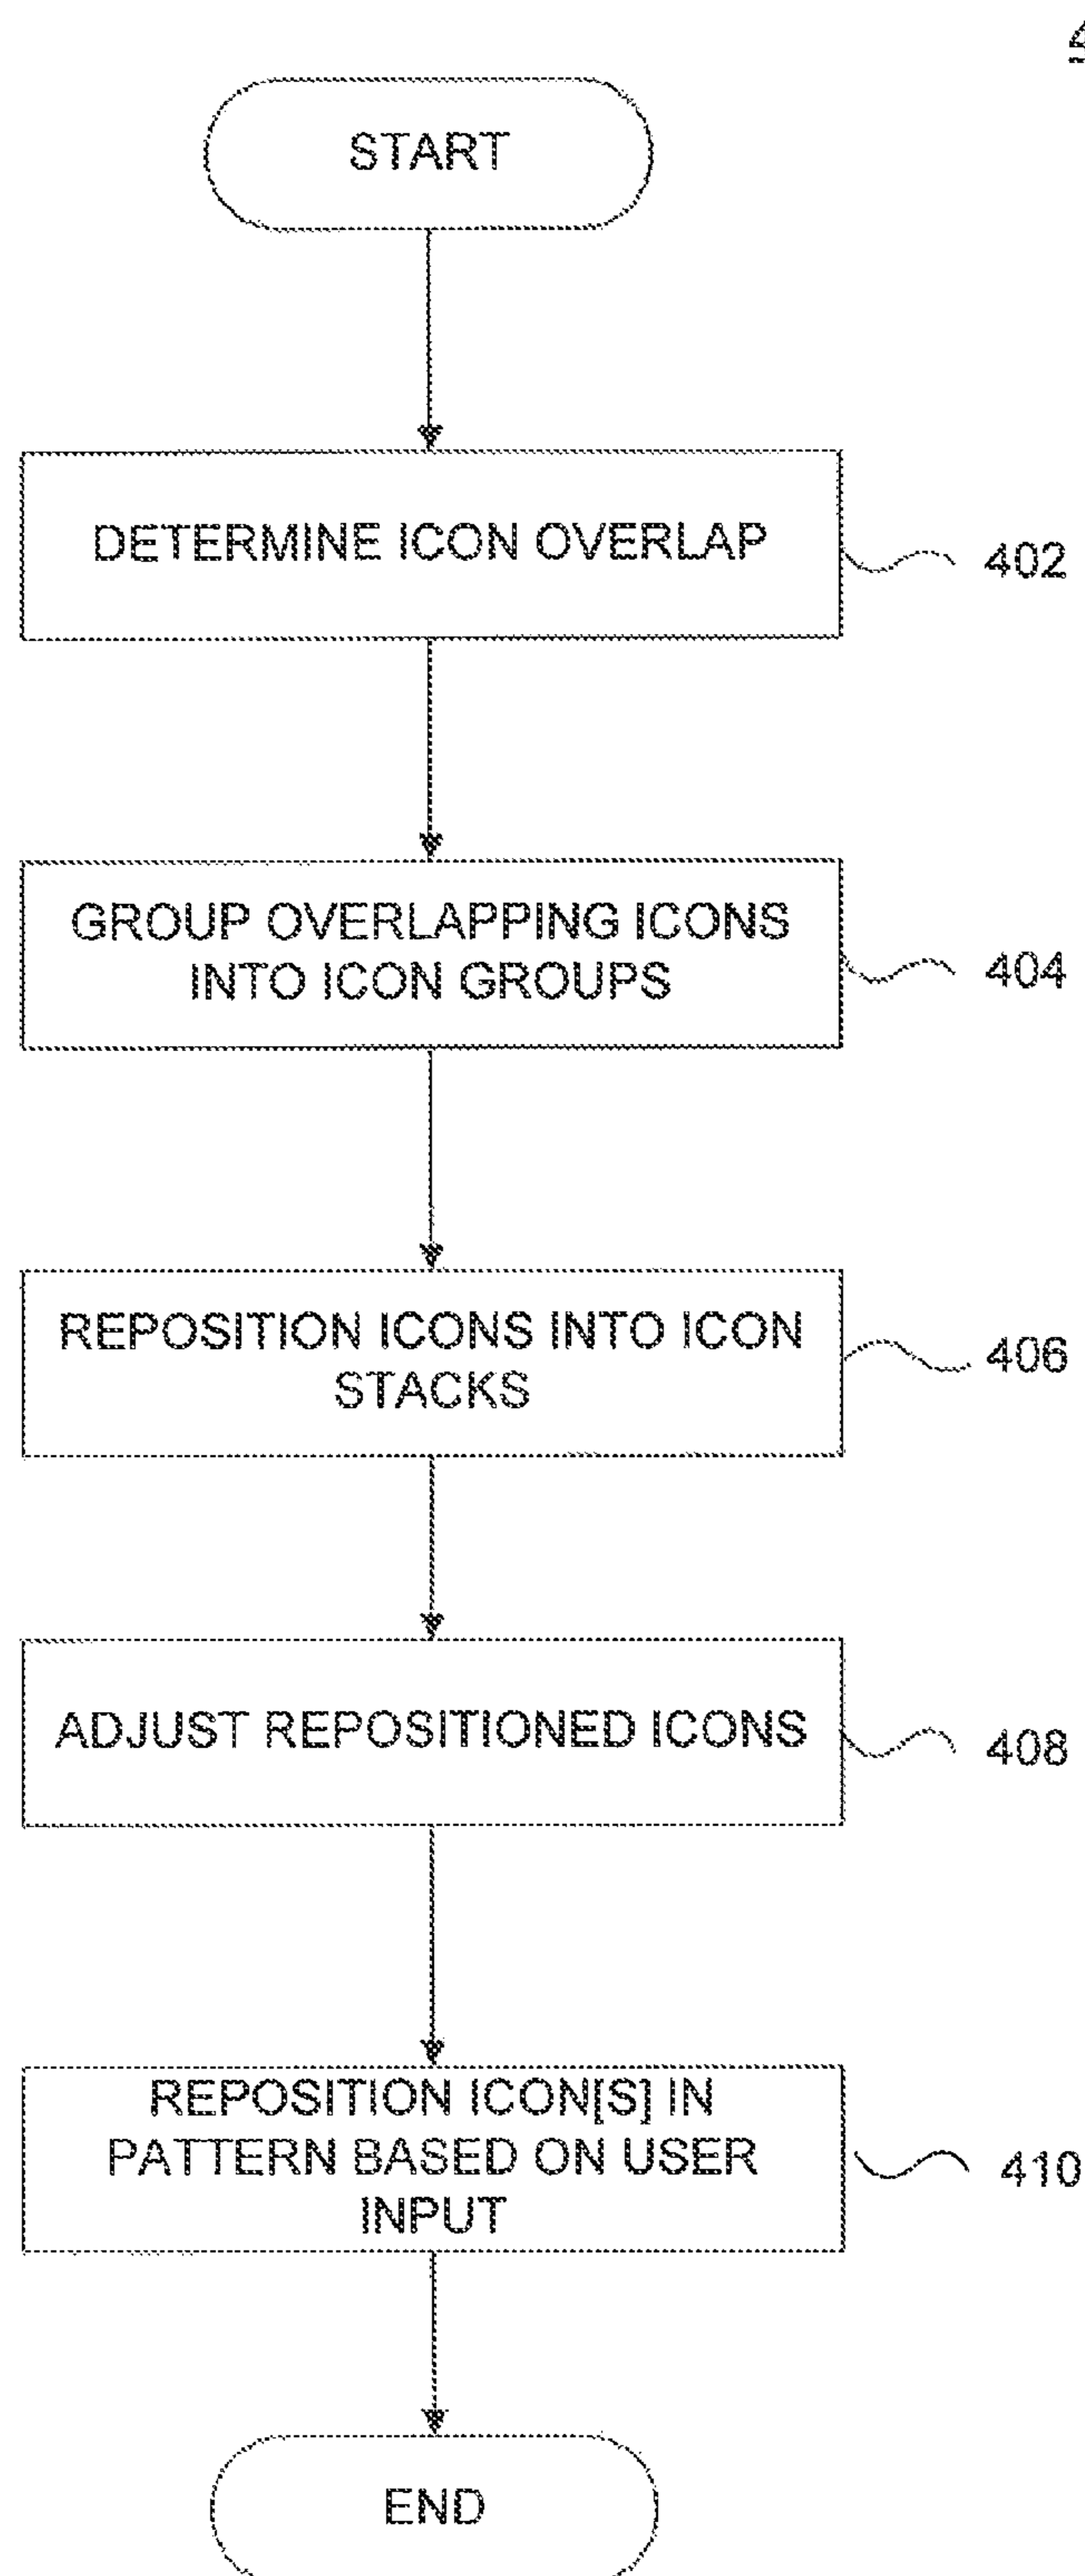 START
DETERMINE ICON OVERLAP
402
GROUP OVERLAPPING ICONS
INTO ICON GROUPS
404
REPOSITION ICONS INTO ICON
STACKS
406
ADJUST REPOSITIONED ICONS
408
REPOSITION ICON[S] IN
PATTERN BASED ON USER
INPUT
410
END